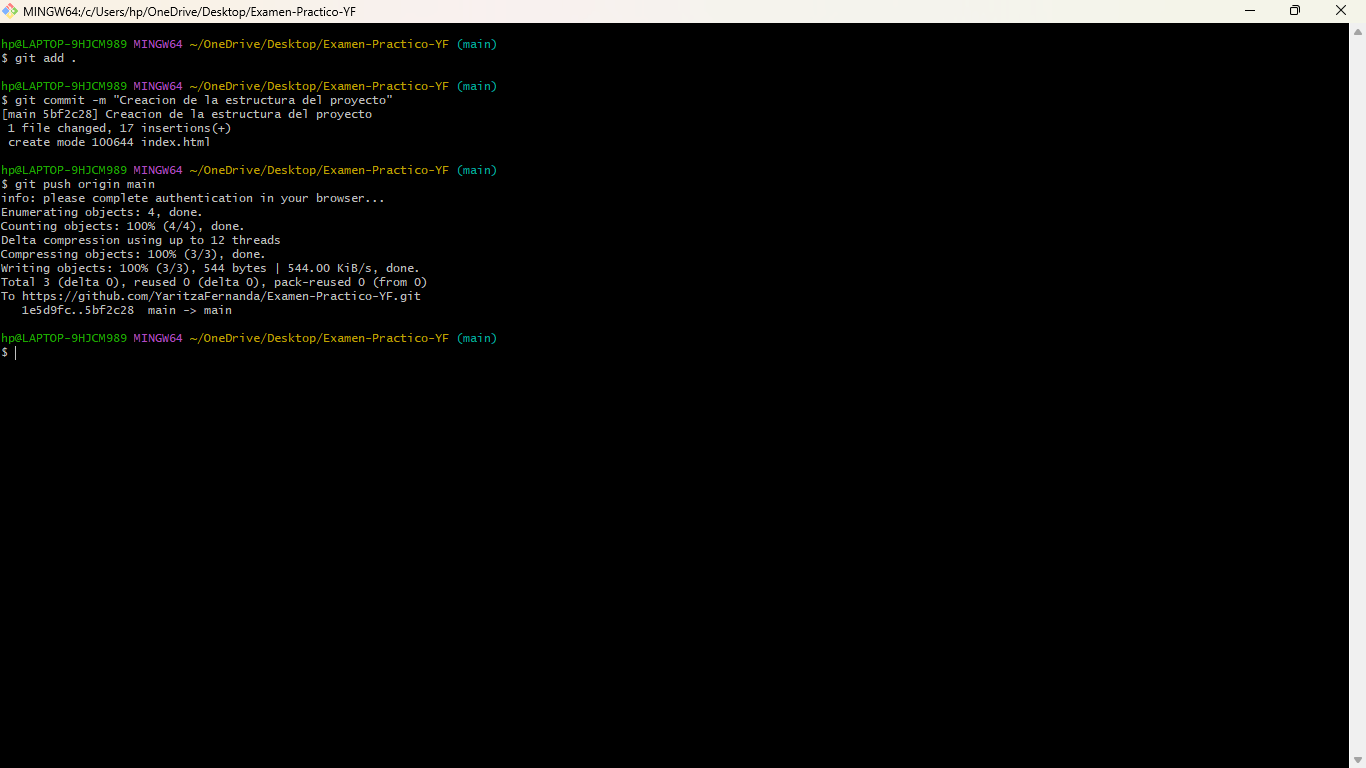 MINGW64:/c/Users/hp/OneDrive/Desktop/Examen-Practico-YF
hp@LAPTOP-9HJCM989 MINGW64 ~/OneDrive/Desktop/Examen-Practico-YF (main)
$ git add .
hp@LAPTOP-9HJCM989 MINGW64 ~/OneDrive/Desktop/Examen-Practico-YF (main)
$ git commit -m "Creacion de la estructura del proyecto"
[main 5bf2c28] Creacion de la estructura del proyecto
 1 file changed, 17 insertions(+)
 create mode 100644 index.html
hp@LAPTOP-9HJCM989 MINGW64 ~/OneDrive/Desktop/Examen-Practico-YF (main)
$ git push origin main
info: please complete authentication in your browser...
Enumerating objects: 4, done.
Counting objects: 100% (4/4), done.
Delta compression using up to 12 threads
Compressing objects: 100% (3/3), done.
Writing objects: 100% (3/3), 544 bytes | 544.00 KiB/s, done.
Total 3 (delta 0), reused 0 (delta 0), pack-reused 0 (from 0)
To https://github.com/YaritzaFernanda/Examen-Practico-YF.git
   1e5d9fc..5bf2c28  main -> main
hp@LAPTOP-9HJCM989 MINGW64 ~/OneDrive/Desktop/Examen-Practico-YF (main)
$